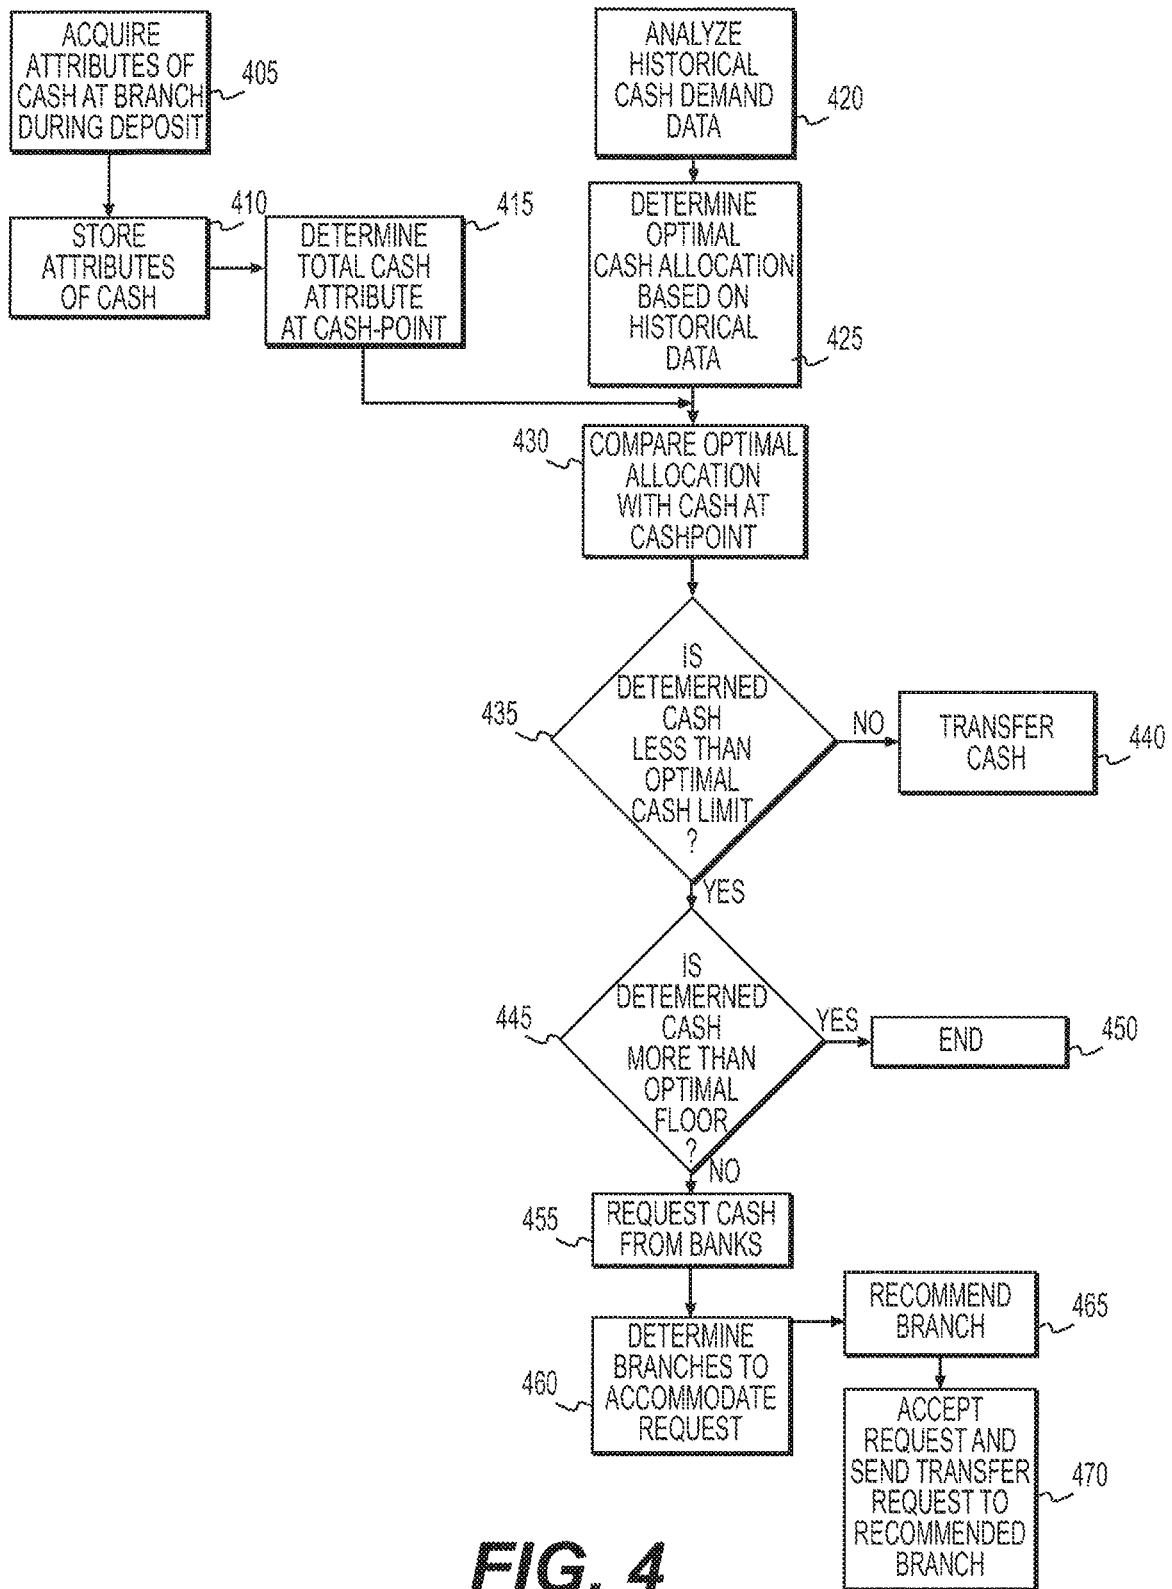 ACQUIRE
ATTRIBUTES OF
CASH AT BRANCH
DURING DEPOSIT
405
STORE
ATTRIBUTES
OF CASH
410
DETERMINE
TOTAL CASH
ATTRIBUTE
AT CASH-POINT
415
ANALYZE
HISTORICAL
CASH DEMAND
DATA
420
DETERMINE
OPTIMAL
CASH ALLOCATION
BASED ON
HISTORICAL
DATA
425
430
COMPARE OPTIMAL
ALLOCATION
WITH CASH AT
CASHPOINT
435
IS
DETEMERNED
CASH
LESS THAN
OPTIMAL
CASH LIMIT
?
NO
TRANSFER
CASH
440
YES
445
IS
DETEMERNED
CASH
MORE THAN
OPTIMAL
FLOOR
?
YES
END
450
NO
455
REQUEST CASH
FROM BANKS
460
DETERMINE
BRANCHES TO
ACCOMMODATE
REQUEST
RECOMMEND
BRANCH
465
ACCEPT
REQUEST AND
SEND TRANSFER
REQUEST TO
RECOMMENDED
BRANCH
470
FIG. 4